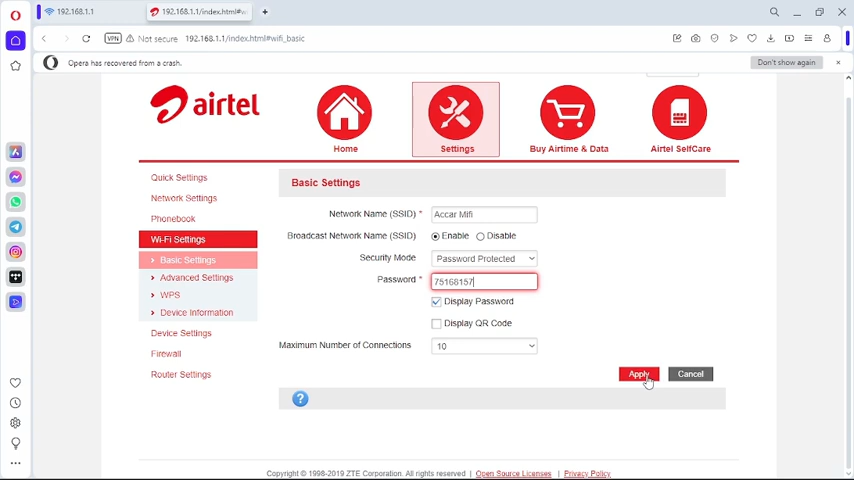 192.168.1.1
192.168.1.1/index.html#w
VPN
Not secure
192.168.1.1/index.html#wifi_basic
Opera has recovered from a crash.
Don't show again
airtel
Home
Settings
Buy Airtime & Data
Airtel SelfCare
Quick Settings
Network Settings
Phonebook
Wi-Fi Settings
› Basic Settings
› Advanced Settings
› WPS
› Device Information
Device Settings
Firewall
Router Settings
Basic Settings
Network Name (SSID) * Accar Mifi
Broadcast Network Name (SSID) Enable Disable
Security Mode Password Protected
Password * 75168157
Display Password
Display QR Code
Maximum Number of Connections 10
Apply Cancel
?
Copyright © 1998-2019 ZTE Corporation. All rights reserved | Open Source Licenses | Privacy Policy